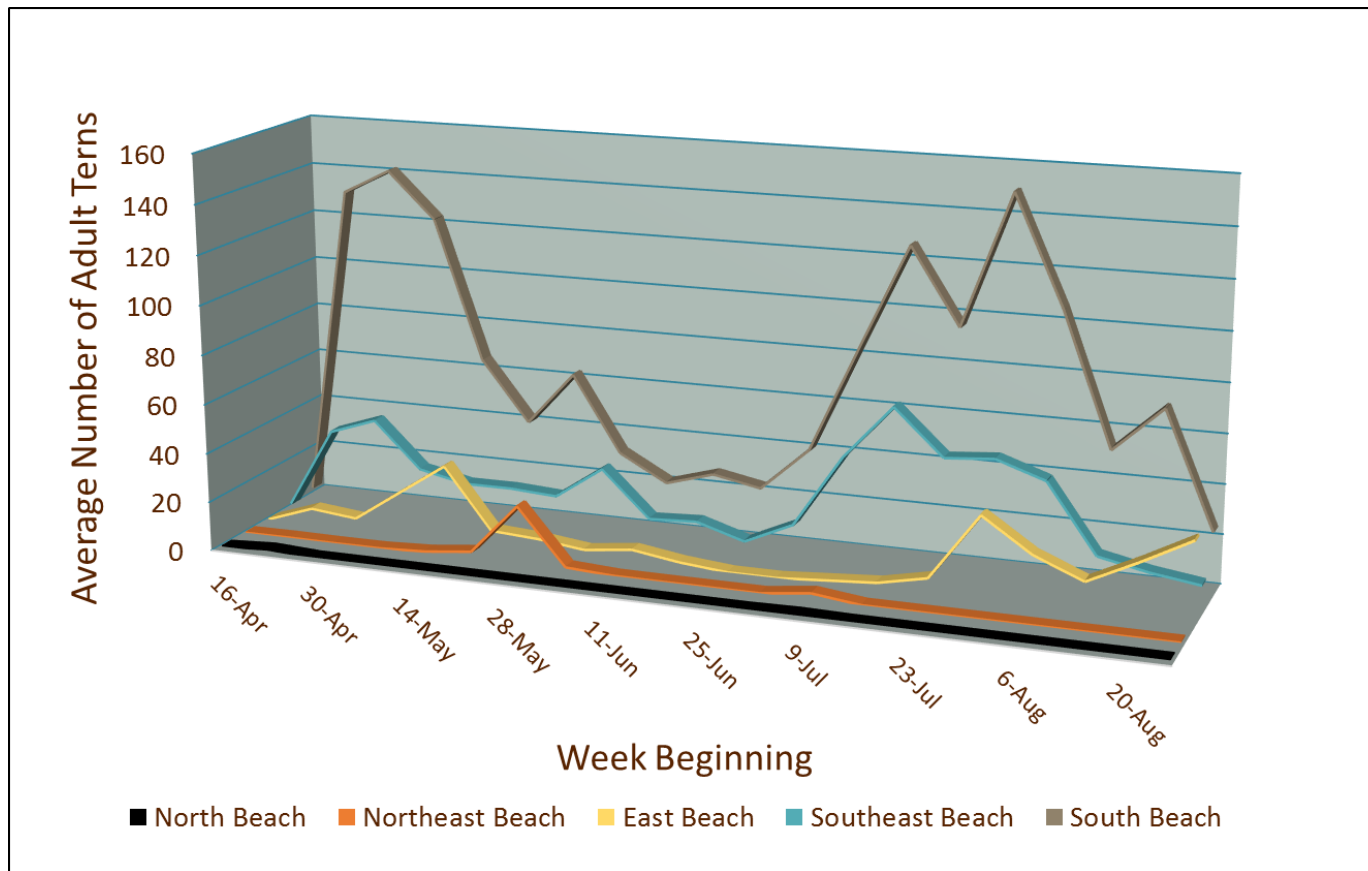 Average Number of Adult Terns
160
140
120
100
80
60
40
20
0
16-Apr
30-Apr
14-May
28-May
11-Jun
25-Jun
9-Jul
23-Jul
6-Aug
20-Aug
Week Beginning
North Beach
Northeast Beach
East Beach
Southeast Beach
South Beach